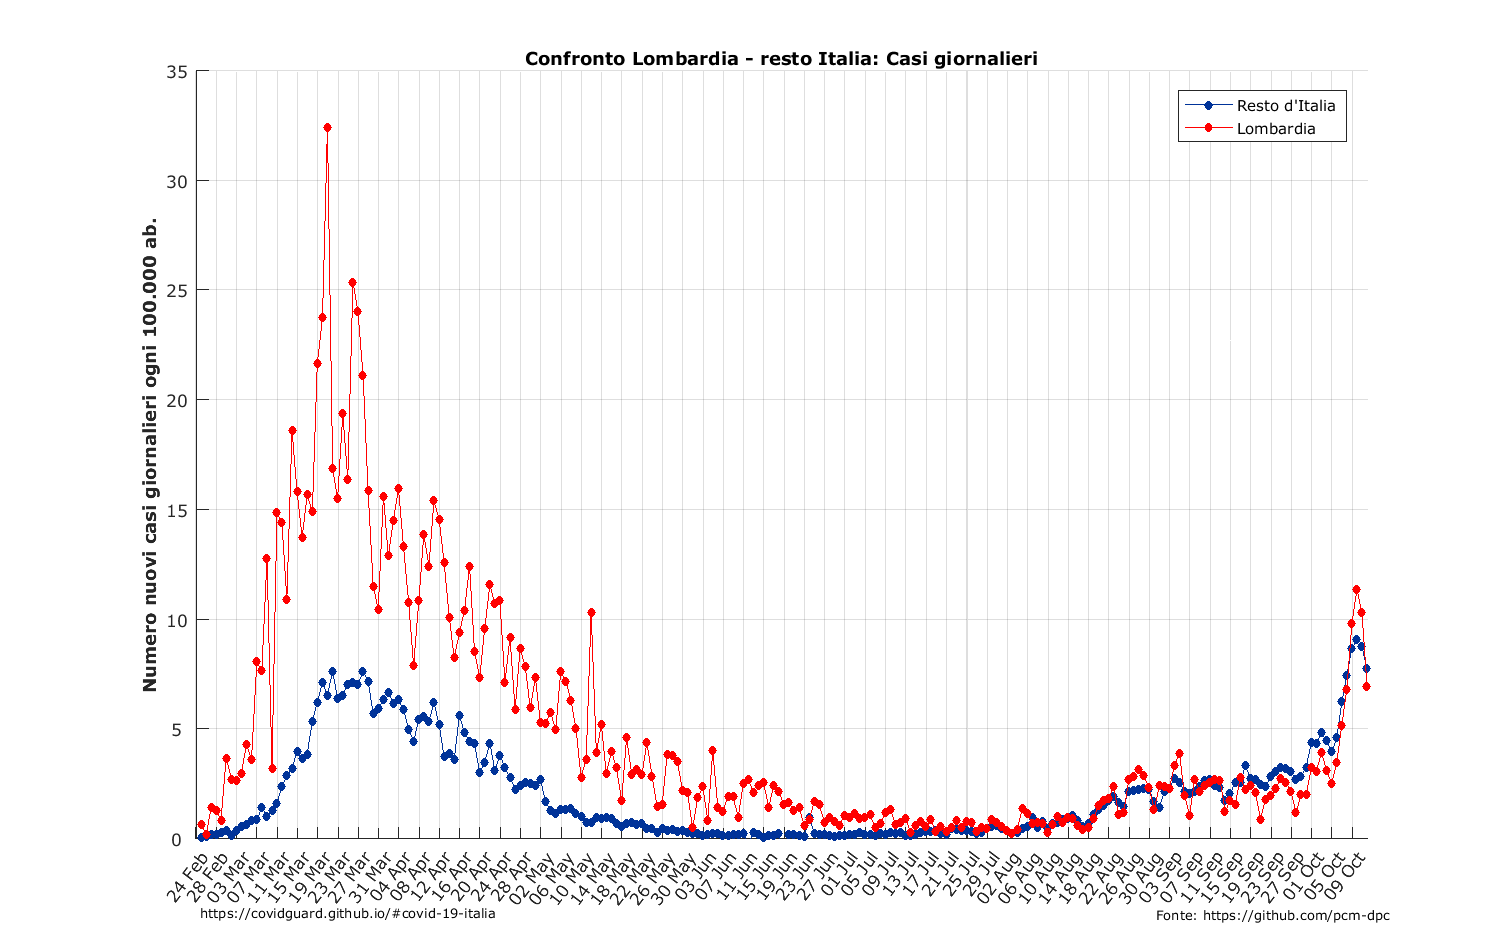 Confronto Lombardia - resto Italia: Casi giornalieri
Resto d'Italia
Lombardia
Numero nuovi casi giornalieri ogni 100.000 ab.
35
30
25
20
15
10
5
0
24 Feb
28 Feb
03 Mar
07 Mar
11 Mar
15 Mar
19 Mar
23 Mar
27 Mar
31 Mar
04 Apr
08 Apr
12 Apr
16 Apr
20 Apr
24 Apr
28 Apr
02 May
06 May
10 May
14 May
18 May
22 May
26 May
30 May
03 Jun
07 Jun
11 Jun
15 Jun
19 Jun
23 Jun
27 Jun
01 Jul
05 Jul
09 Jul
13 Jul
17 Jul
21 Jul
25 Jul
29 Jul
02 Aug
06 Aug
10 Aug
14 Aug
18 Aug
22 Aug
26 Aug
30 Aug
03 Sep
07 Sep
11 Sep
15 Sep
19 Sep
23 Sep
27 Sep
01 Oct
05 Oct
09 Oct
https://covidguard.github.io/#covid-19-italia
Fonte: https://github.com/pcm-dpc